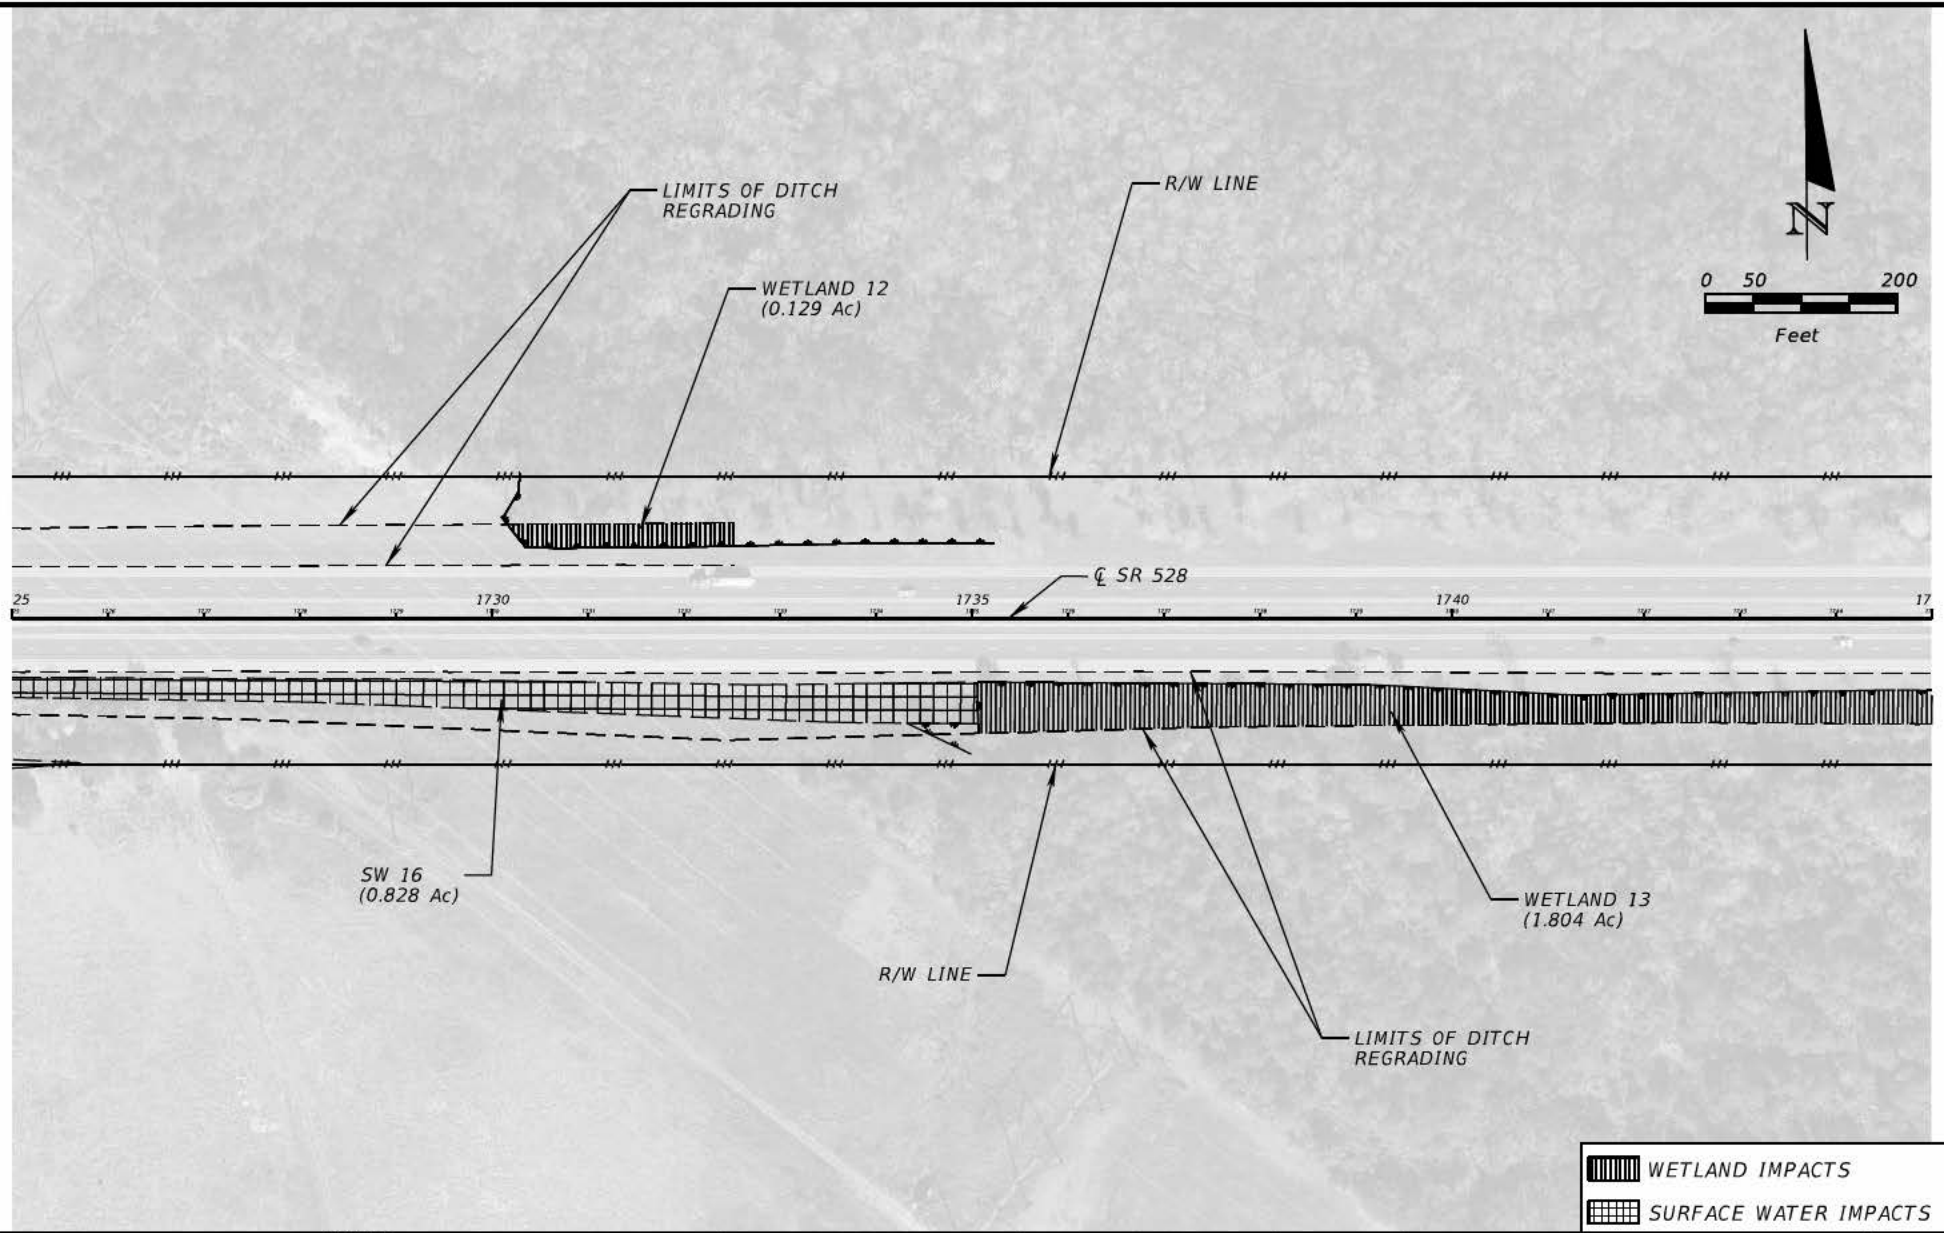 LIMITS OF DITCH
REGRADING
R/W LINE
WETLAND 12
(0.129 Ac)
N
0 50 200
Feet
℄ SR 528
25 1730 1735 1740 17
SW 16
(0.828 Ac)
WETLAND 13
(1.804 Ac)
R/W LINE
LIMITS OF DITCH
REGRADING
WETLAND IMPACTS
SURFACE WATER IMPACTS